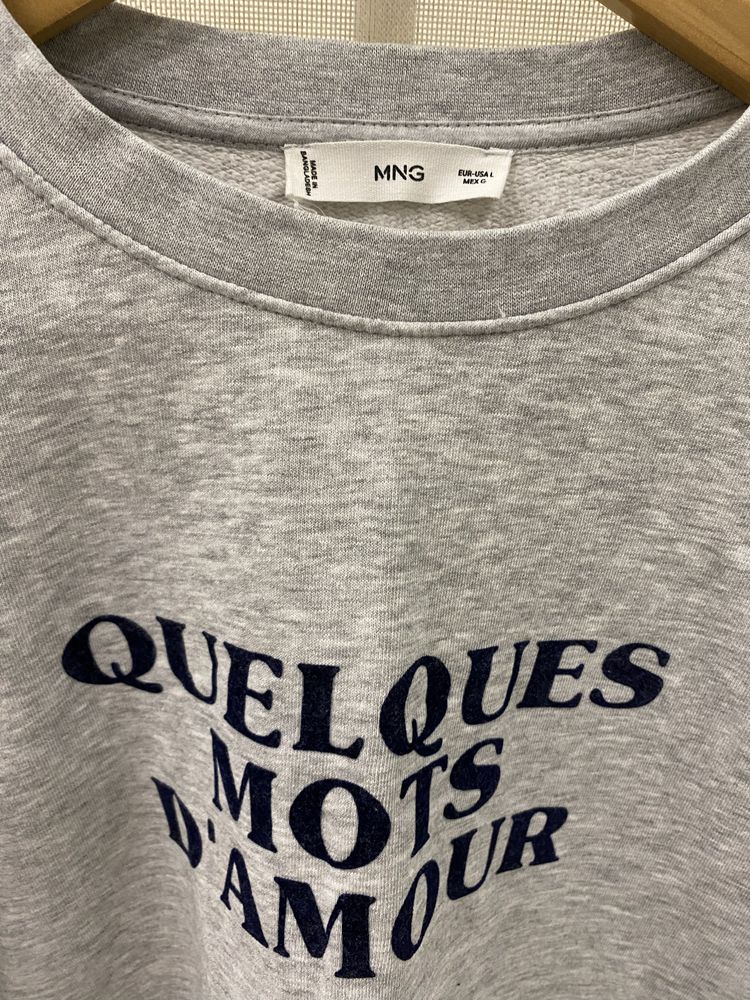 MADE IN
BANGLADESH
MNG
EUR-USA L
MEX G
QUELQUES
MOTS
D'AMOUR